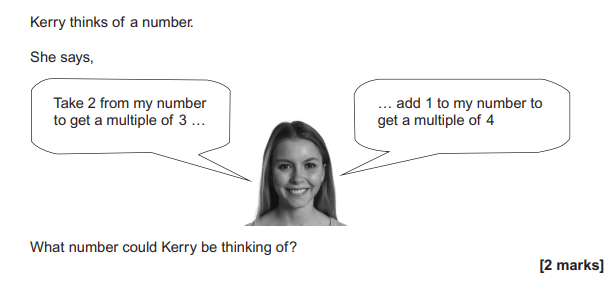 Kerry thinks of a number.
She says,
Take 2 from my number
to get a multiple of 3 ...
... add 1 to my number to
get a multiple of 4
What number could Kerry be thinking of?
[2 marks]